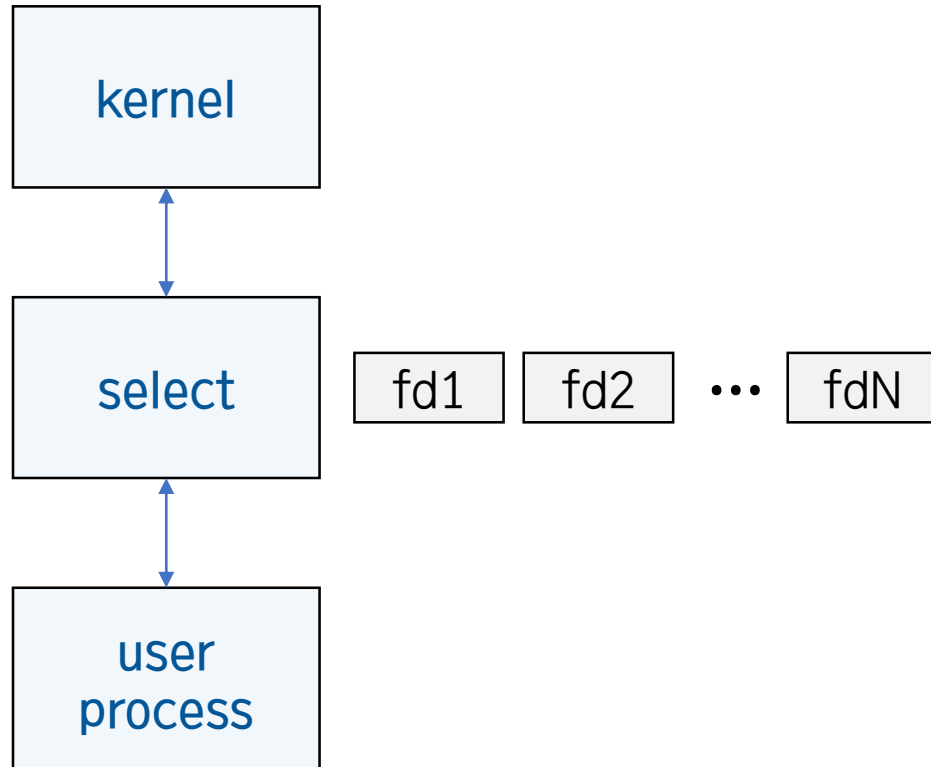 kernel
select
fd1
fd2
...
fdN
user
process